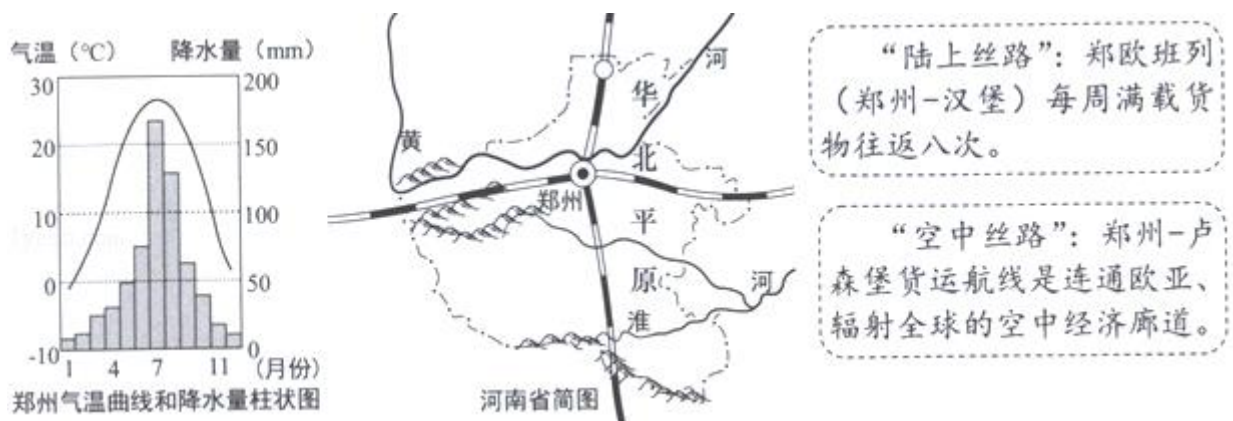 气温（℃） 降水量（mm）
30 200
20 150
10 100
0 50
-10 0
1 4 7 11 （月份）
郑州气温曲线和降水量柱状图
黄
河
华
北
平
原
郑州
淮
河
河南省简图
“陆上丝路”：郑欧班列
（郑州-汉堡）每周满载货
物往返八次。
“空中丝路”：郑州-卢
森堡货运航线是连通欧亚、
辐射全球的空中经济廊道。